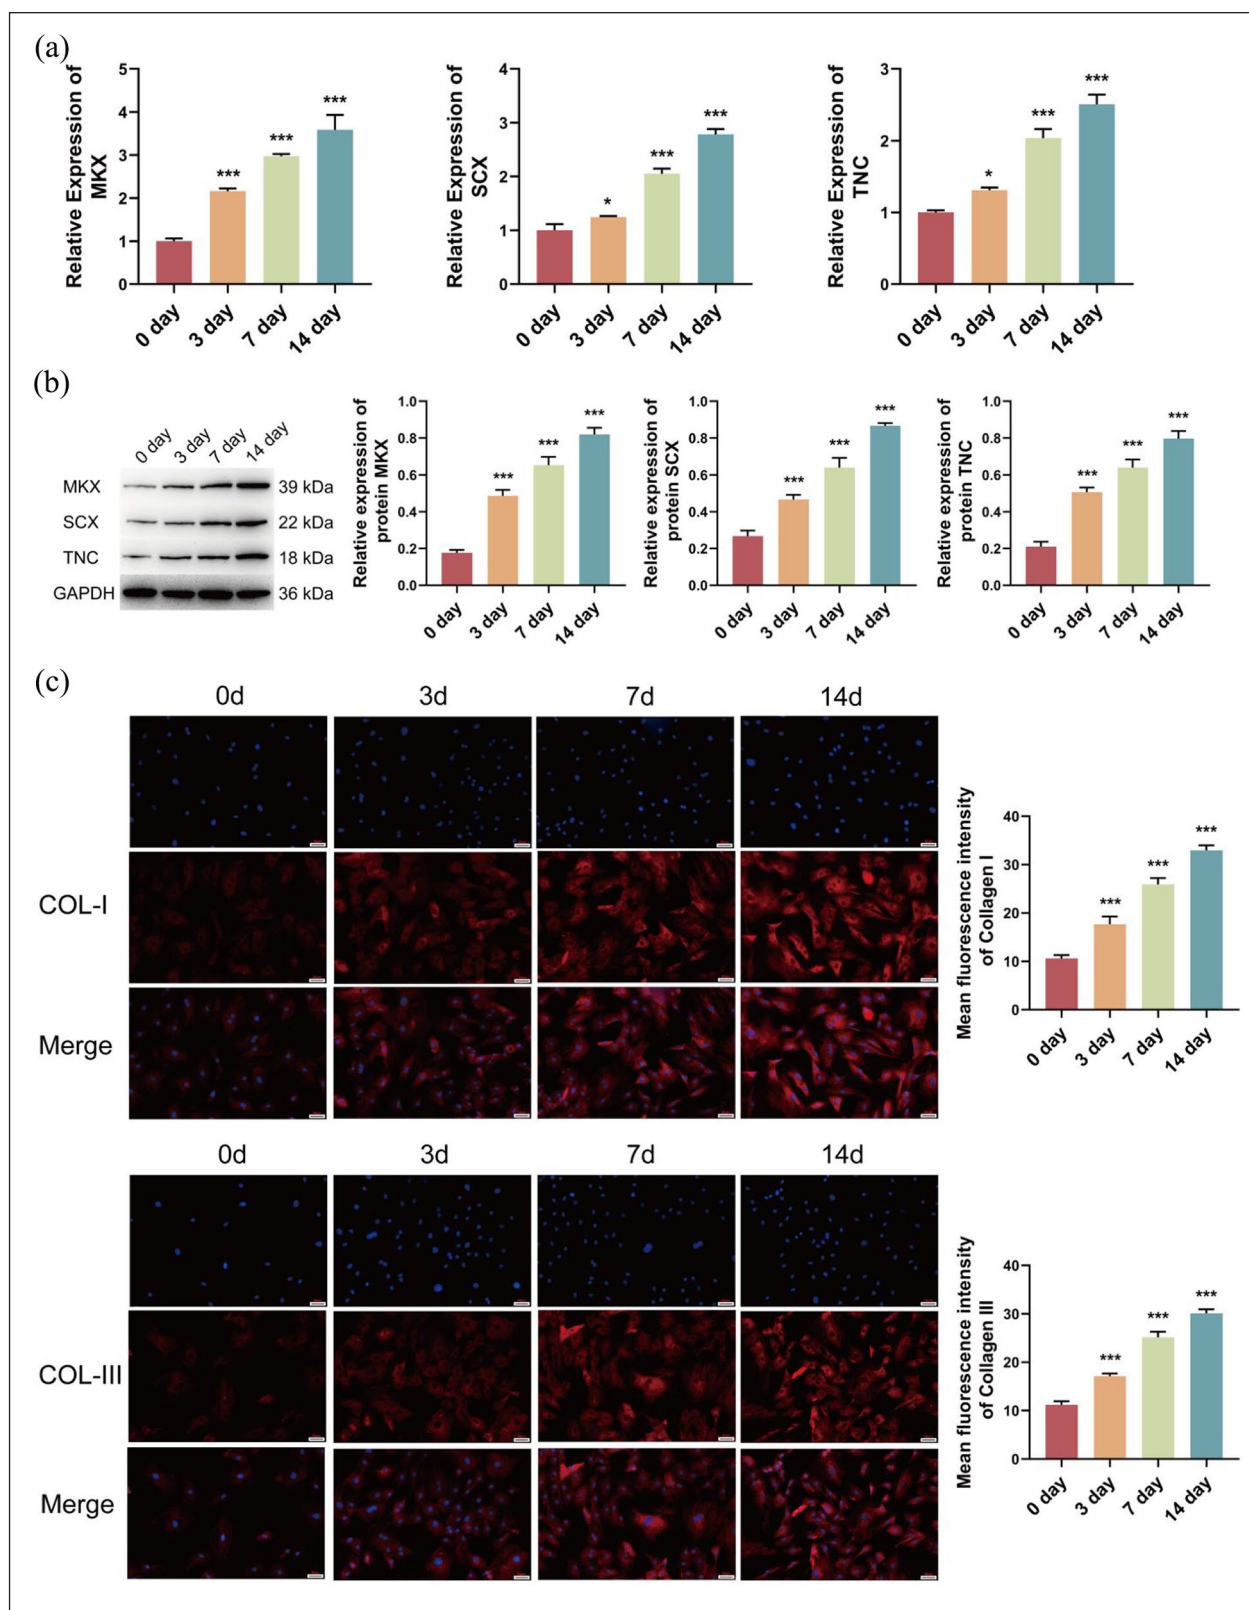 (a)
Relative Expression of
MKX
5
4
3
2
1
0
***
***
***
0 day
3 day
7 day
14 day
Relative Expression of
SCX
4
3
2
1
0
*
***
***
0 day
3 day
7 day
14 day
Relative Expression of
TNC
3
2
1
0
*
***
***
0 day
3 day
7 day
14 day
(b)
0 day
3 day
7 day
14 day
MKX
39 kDa
SCX
22 kDa
TNC
18 kDa
GAPDH
36 kDa
Relative expression of
protein MKX
1.0
0.8
0.6
0.4
0.2
0.0
***
***
***
0 day
3 day
7 day
14 day
Relative expression of
protein SCX
1.0
0.8
0.6
0.4
0.2
0.0
***
***
***
0 day
3 day
7 day
14 day
Relative expression of
protein TNC
1.0
0.8
0.6
0.4
0.2
0.0
***
***
***
0 day
3 day
7 day
14 day
(c)
0d 3d 7d 14d
COL-I
Merge
Mean fluorescence intensity
of Collagen I
40
30
20
10
0
***
***
***
0 day
3 day
7 day
14 day
0d 3d 7d 14d
COL-III
Merge
Mean fluorescence intensity
of Collagen III
40
30
20
10
0
***
***
***
0 day
3 day
7 day
14 day